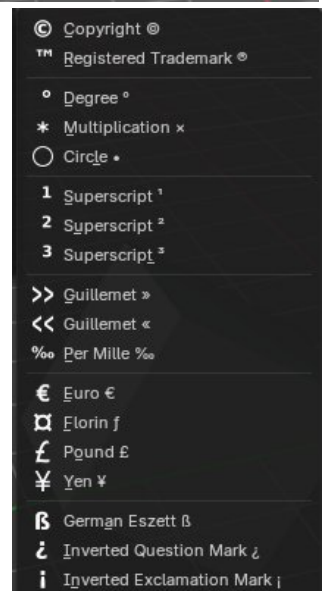 © Copyright ©
™ Registered Trademark ®
° Degree °
* Multiplication ×
Circle •
1 Superscript ¹
2 Superscript ²
3 Superscript ³
>> Guillemet »
<< Guillemet «
‰ Per Mille ‰
€ Euro €
¤ Florin ƒ
£ Pound £
¥ Yen ¥
ß German Eszett ß
¿ Inverted Question Mark ¿
¡ Inverted Exclamation Mark ¡